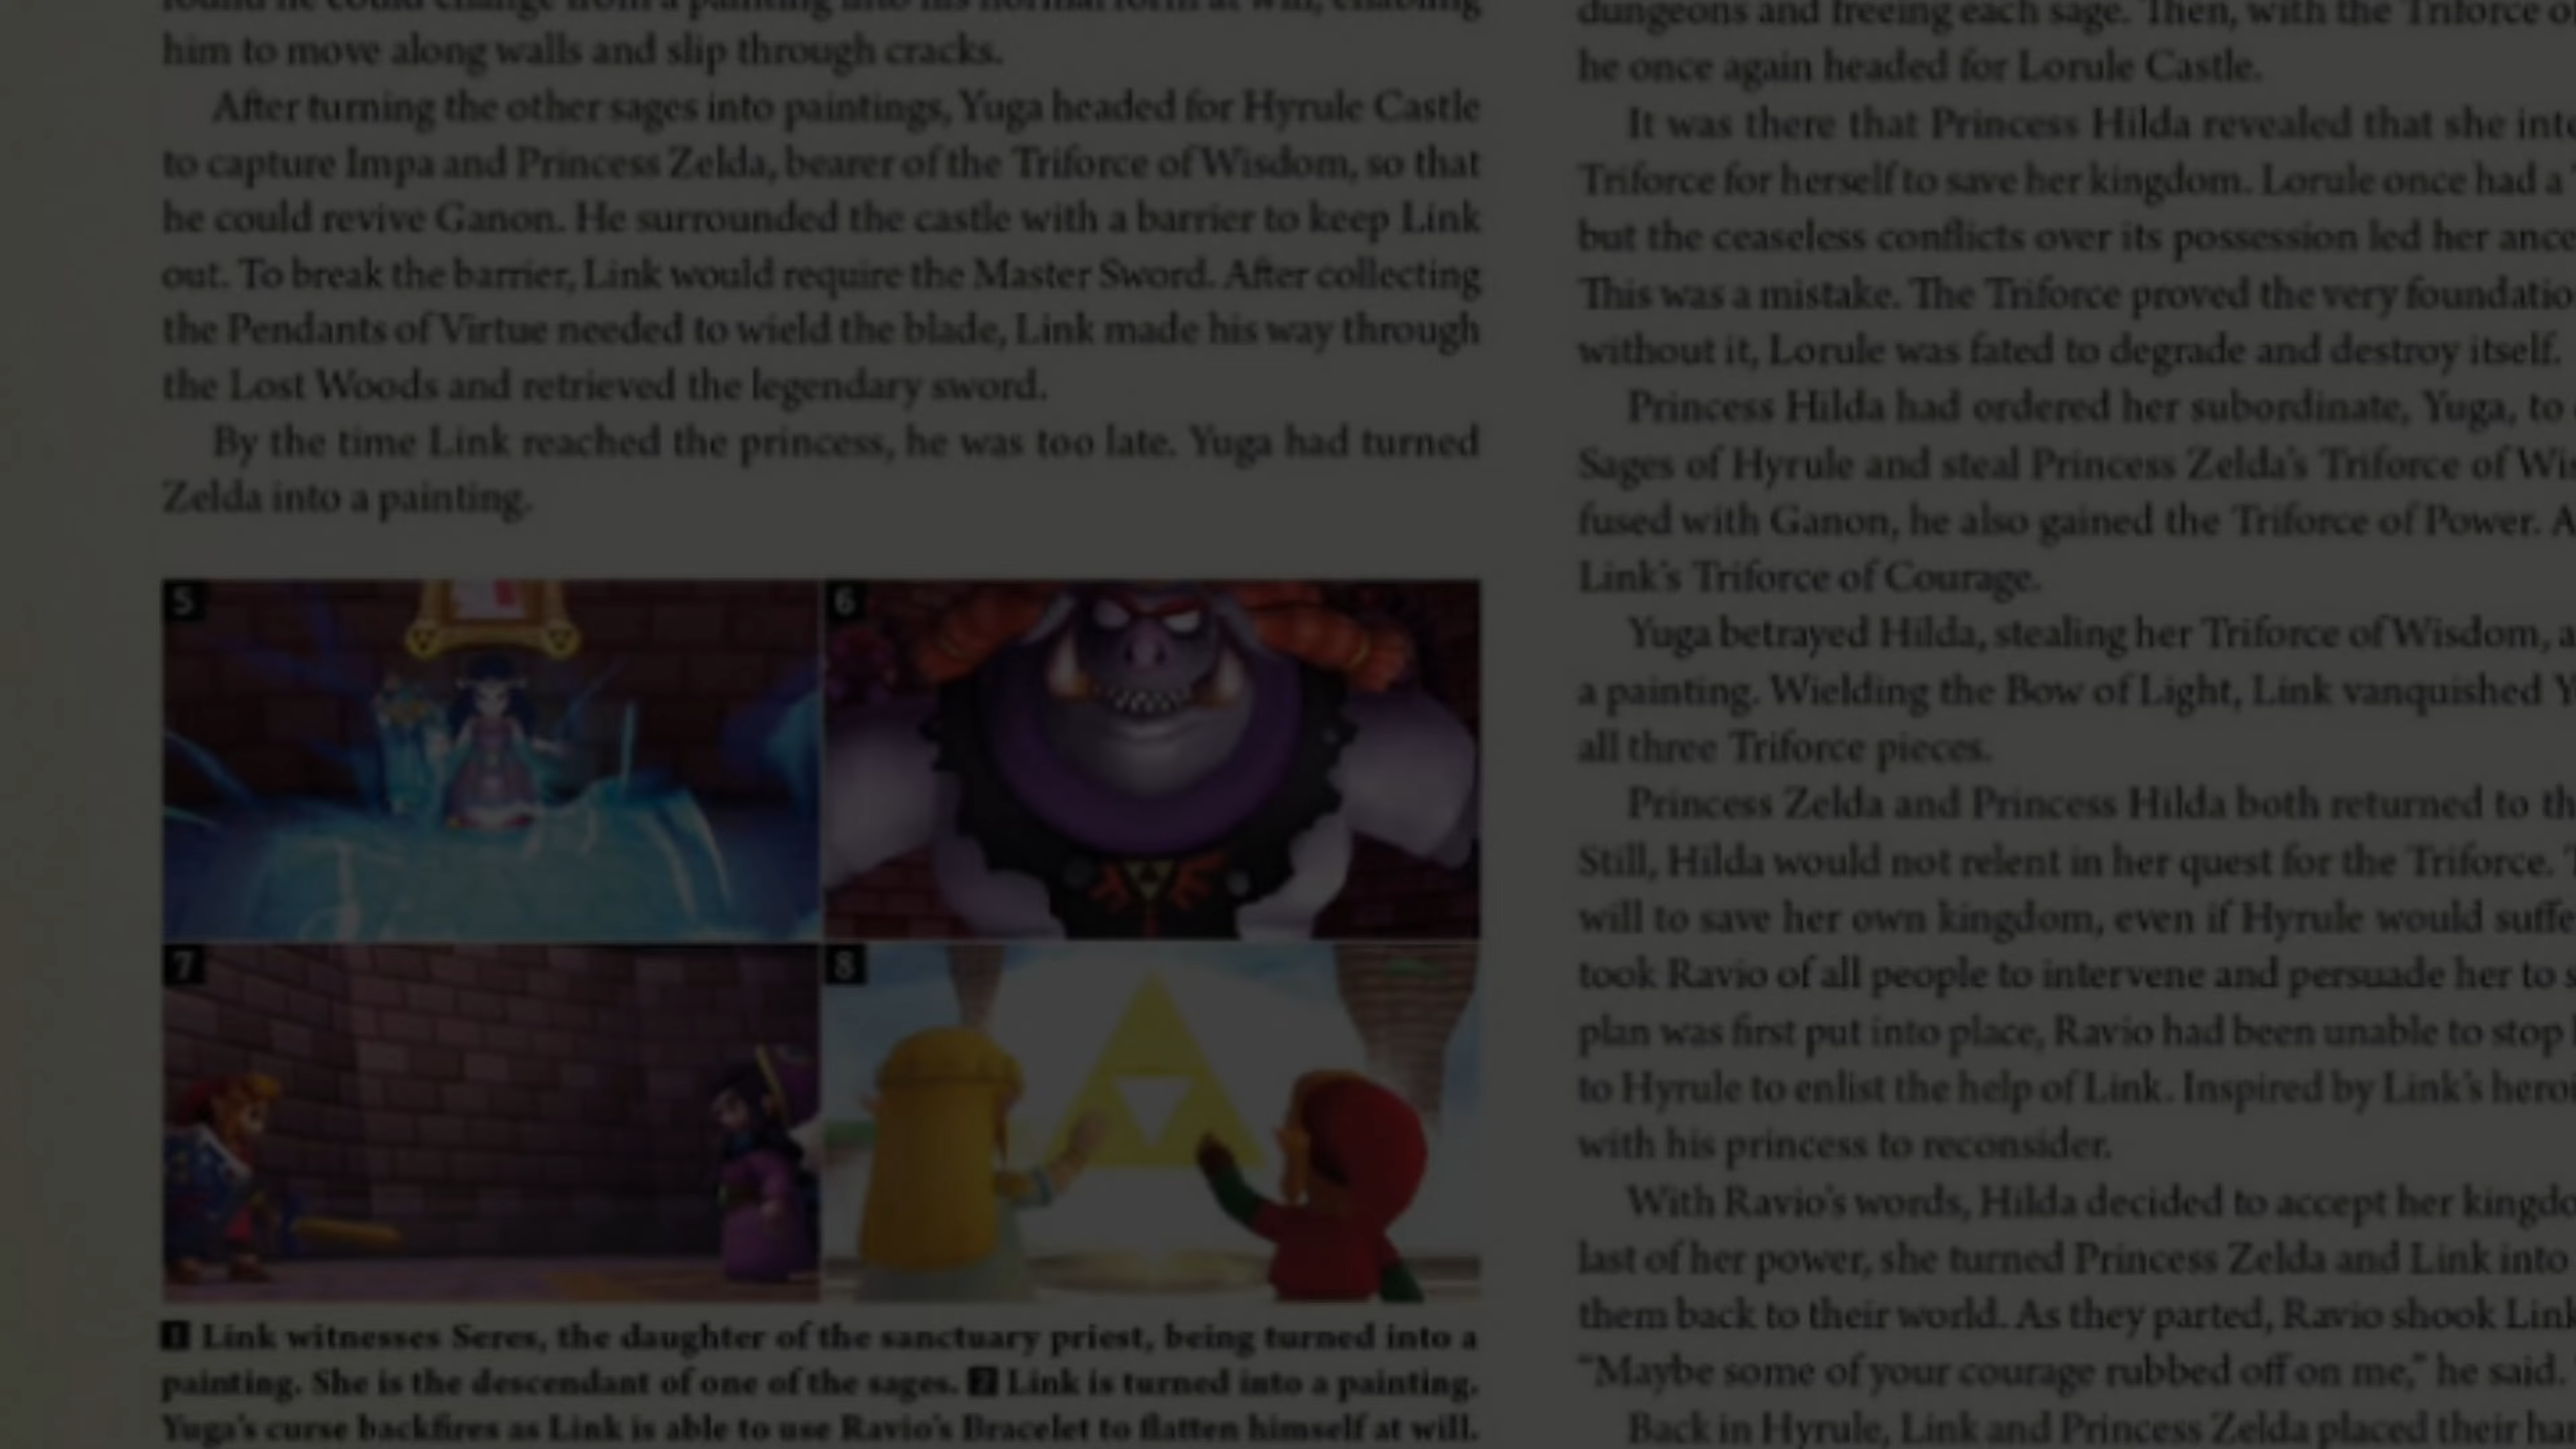 found he could change from a painting into his normal form at will, enabling
him to move along walls and slip through cracks.
After turning the other sages into paintings, Yuga headed for Hyrule Castle
to capture Impa and Princess Zelda, bearer of the Triforce of Wisdom, so that
he could revive Ganon. He surrounded the castle with a barrier to keep Link
out. To break the barrier, Link would require the Master Sword. After collecting
the Pendants of Virtue needed to wield the blade, Link made his way through
the Lost Woods and retrieved the legendary sword.
By the time Link reached the princess, he was too late. Yuga had turned
Zelda into a painting.
5
6
7
8
1 Link witnesses Seres, the daughter of the sanctuary priest, being turned into a
painting. She is the descendant of one of the sages. 2 Link is turned into a painting.
Yuga's curse backfires as Link is able to use Ravio's Bracelet to flatten himself at will.
dungeons and freeing each sage. Then, with the Triforce
he once again headed for Lorule Castle.
It was there that Princess Hilda revealed that she
Triforce for herself to save her kingdom. Lorule once had a
but the ceaseless conflicts over its possession led her
This was a mistake. The Triforce proved the very
without it, Lorule was fated to degrade and destroy itself.
Princess Hilda had ordered her subordinate, Yuga, to
Sages of Hyrule and steal Princess Zelda's Triforce of
fused with Ganon, he also gained the Triforce of Power.
Link's Triforce of Courage.
Yuga betrayed Hilda, stealing her Triforce of Wisdom,
a painting. Wielding the Bow of Light, Link vanquished
all three Triforce pieces.
Princess Zelda and Princess Hilda both returned to
Still, Hilda would not relent in her quest for the Triforce.
will to save her own kingdom, even if Hyrule would
took Ravio of all people to intervene and persuade her to
plan was first put into place, Ravio had been unable to stop
to Hyrule to enlist the help of Link. Inspired by Link's
with his princess to reconsider.
With Ravio's words, Hilda decided to accept her
last of her power, she turned Princess Zelda and Link into
them back to their world. As they parted, Ravio shook
"Maybe some of your courage rubbed off on me," he said.
Back in Hyrule, Link and Princess Zelda placed their